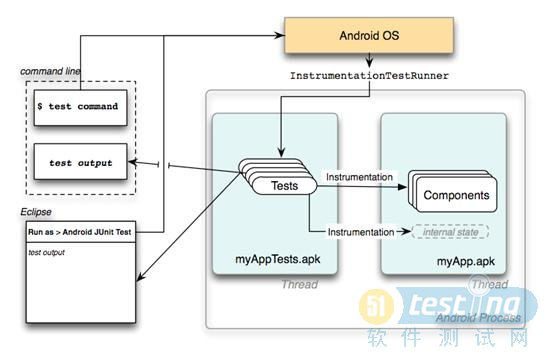 Android OS
command line
$ test command
InstrumentationTestRunner
test output
Tests
Instrumentation
Components
Instrumentation
internal state
Eclipse
Run as > Android JUnit Test
test output
myAppTests.apk
myApp.apk
Thread
Thread
51 testing
Android Process
软件测试网